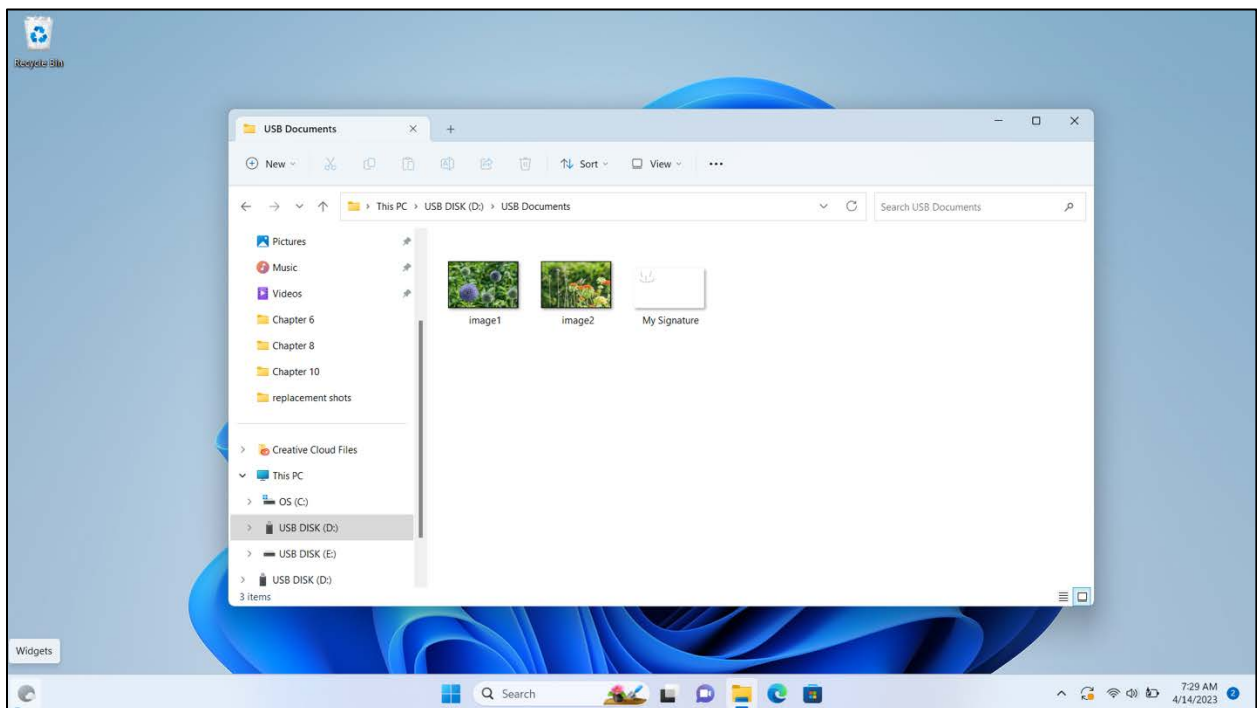 Recycle Bin
USB Documents
New
Sort
View
This PC > USB DISK (D:) > USB Documents
Search USB Documents
Pictures
Music
Videos
Chapter 6
Chapter 8
Chapter 10
replacement shots
Creative Cloud Files
This PC
OS (C:)
USB DISK (D:)
USB DISK (E:)
USB DISK (D:)
image1
image2
My Signature
3 items
Widgets
Search
7:29 AM
4/14/2023
2